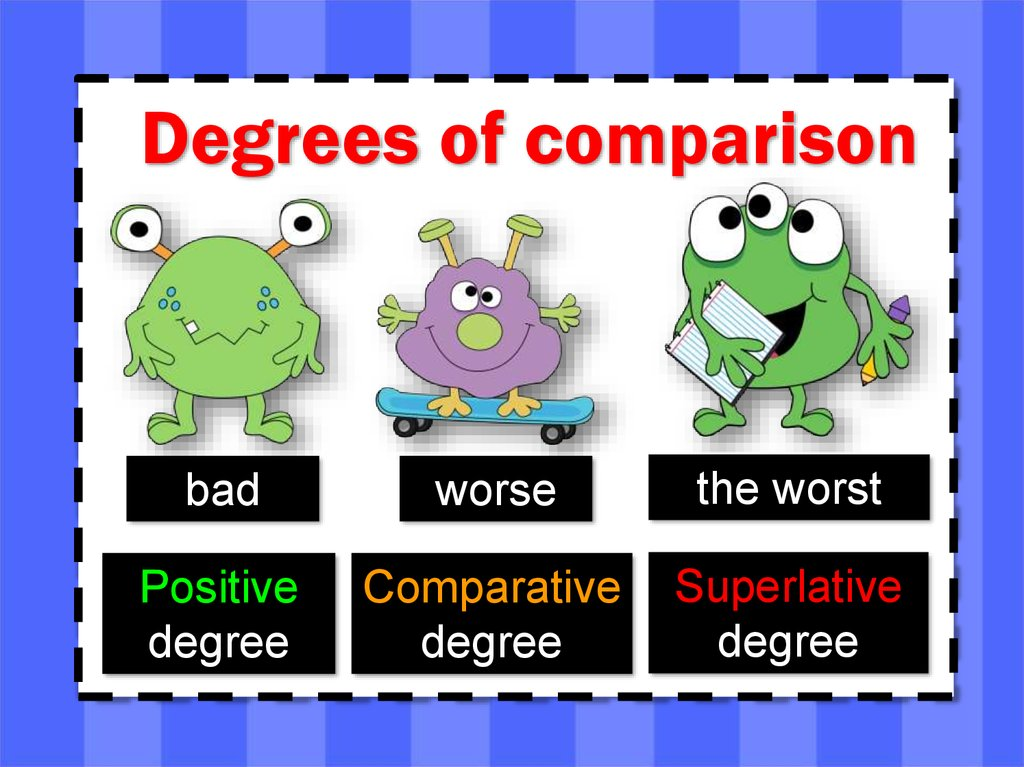 Degrees of comparison
bad
worse
the worst
Positive
degree
Comparative
degree
Superlative
degree